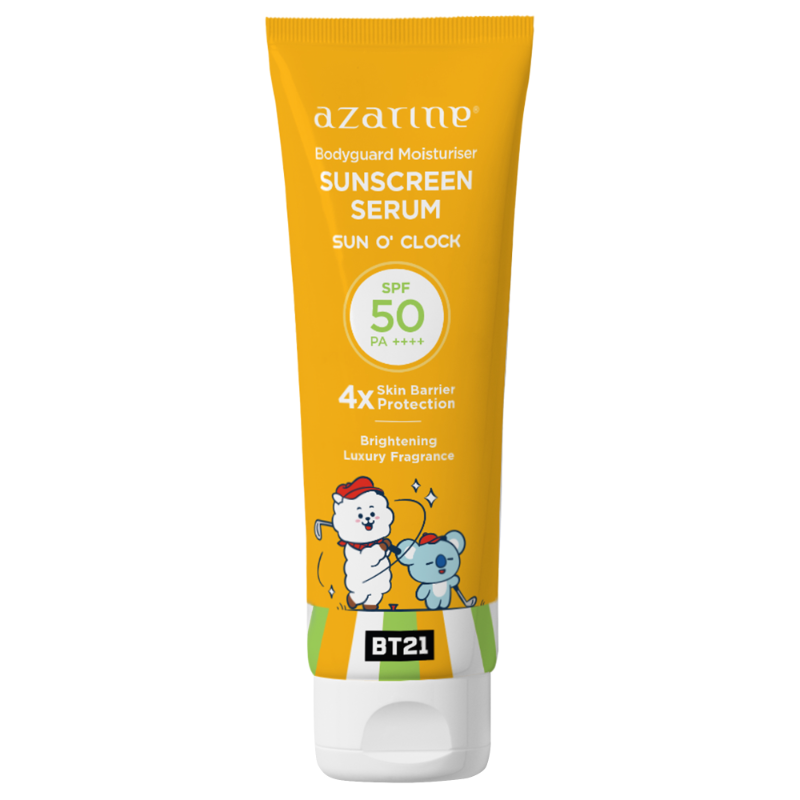 azarine®
Bodyguard Moisturiser
SUNSCREEN
SERUM
SUN O' CLOCK
SPF
50
PA ++++
4x Skin Barrier
Protection
Brightening
Luxury Fragrance
BT21